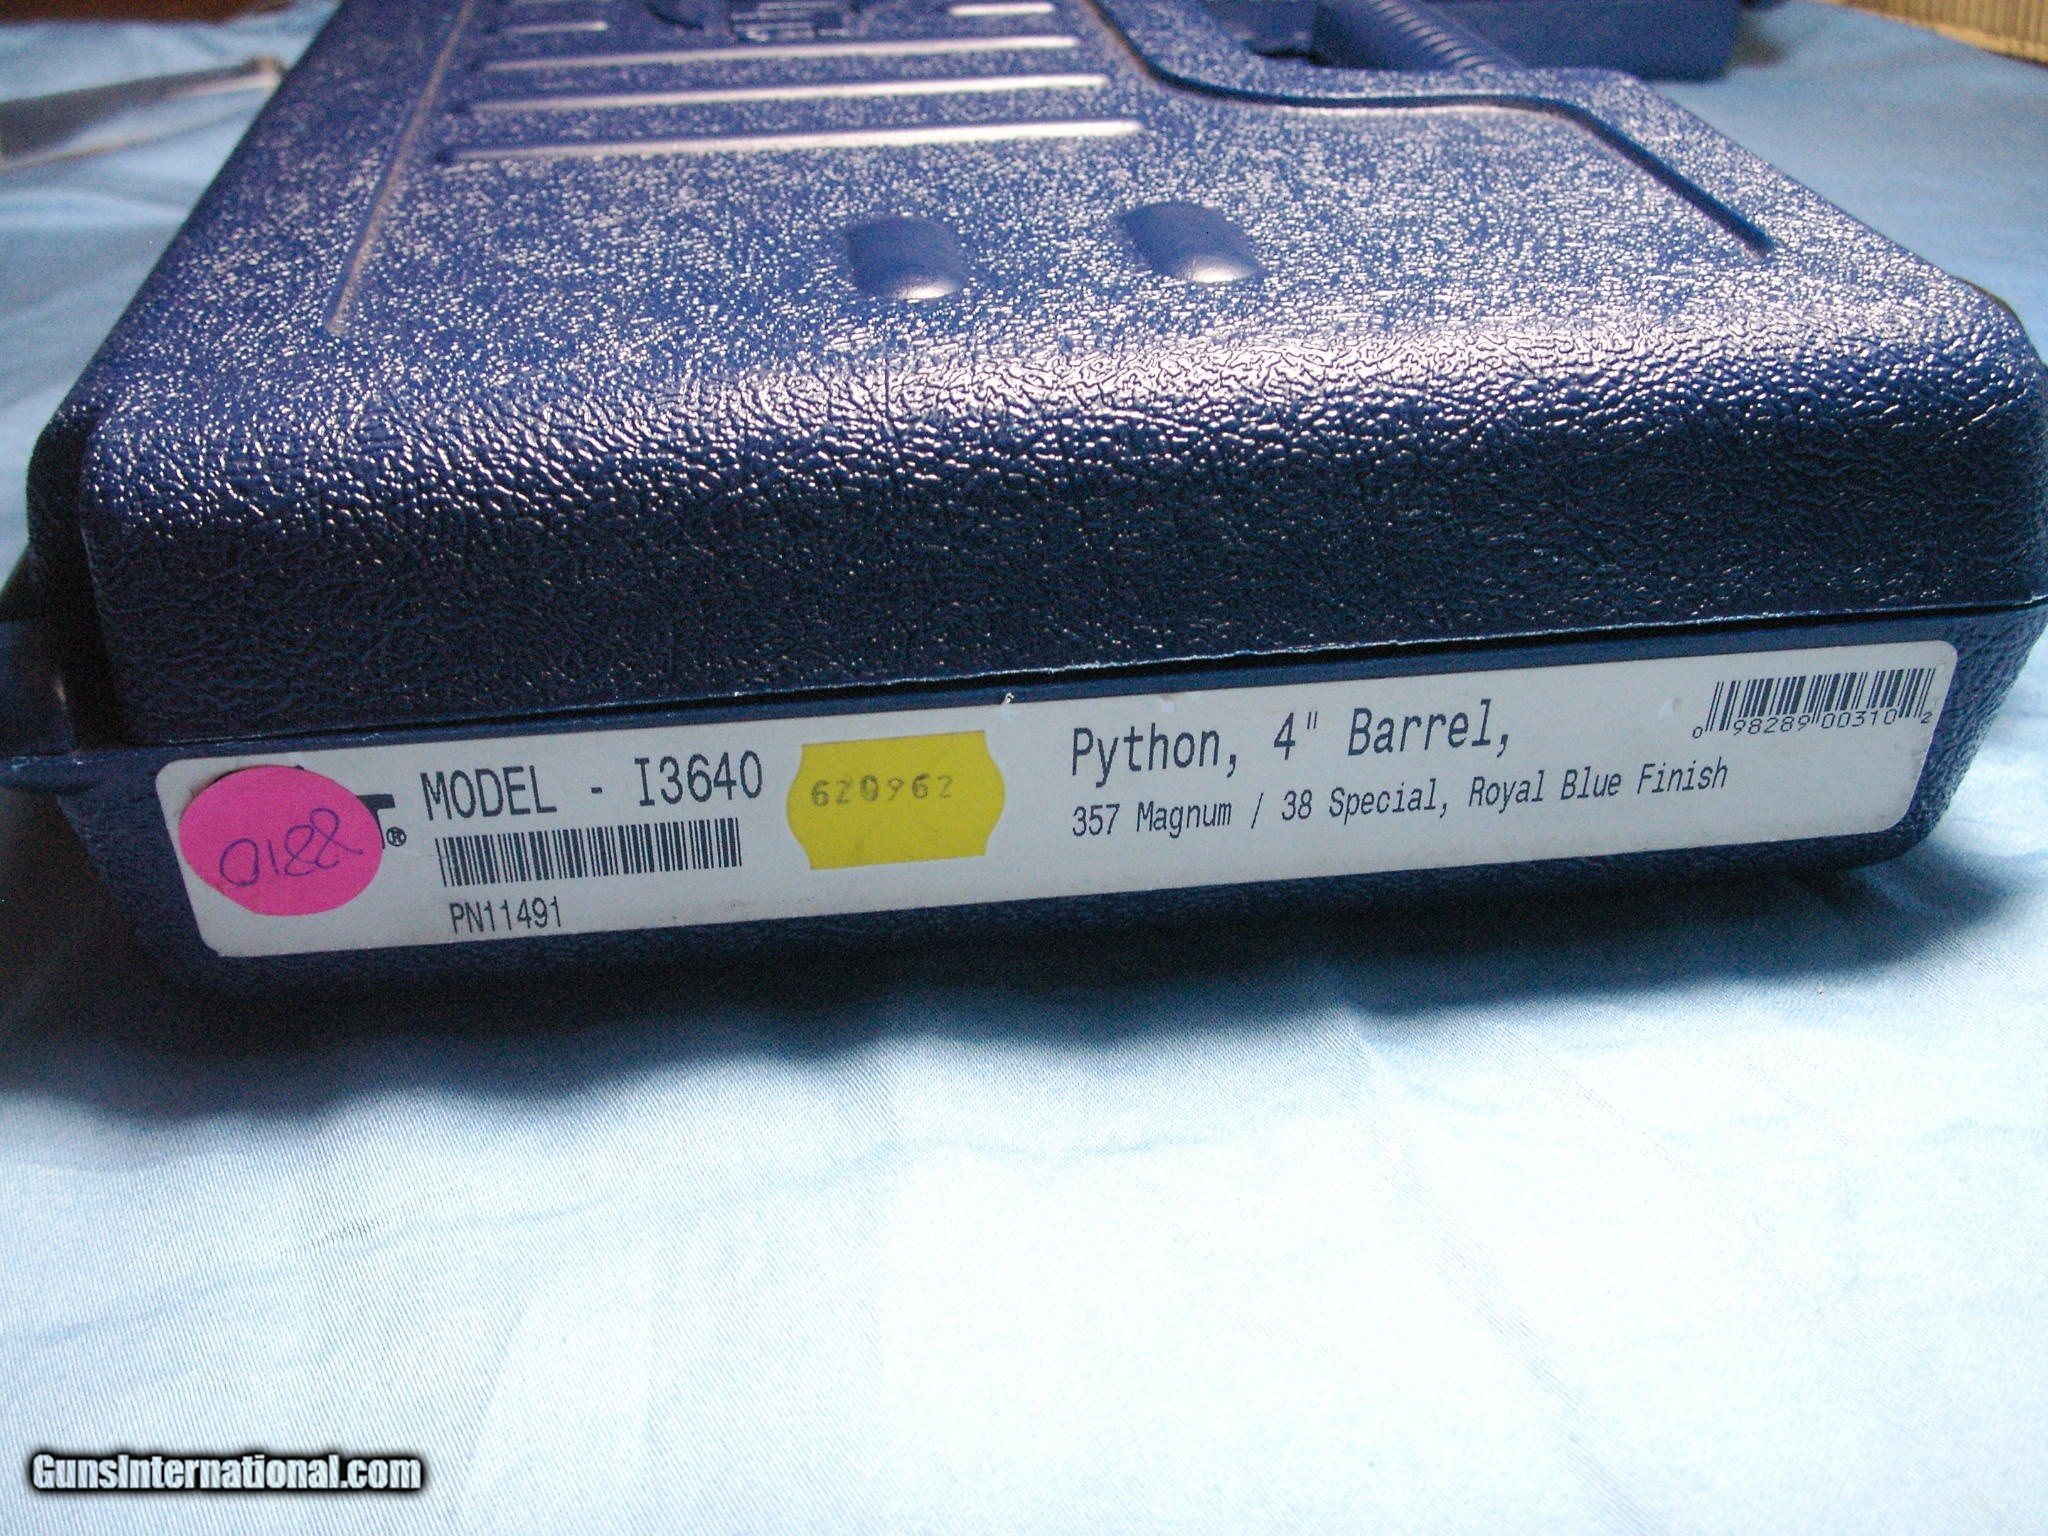 MODEL - I3640
PN11491
0188
T®
620962
Python, 4" Barrel,
357 Magnum / 38 Special, Royal Blue Finish
0 98289 00310 2
GunsInternational.com